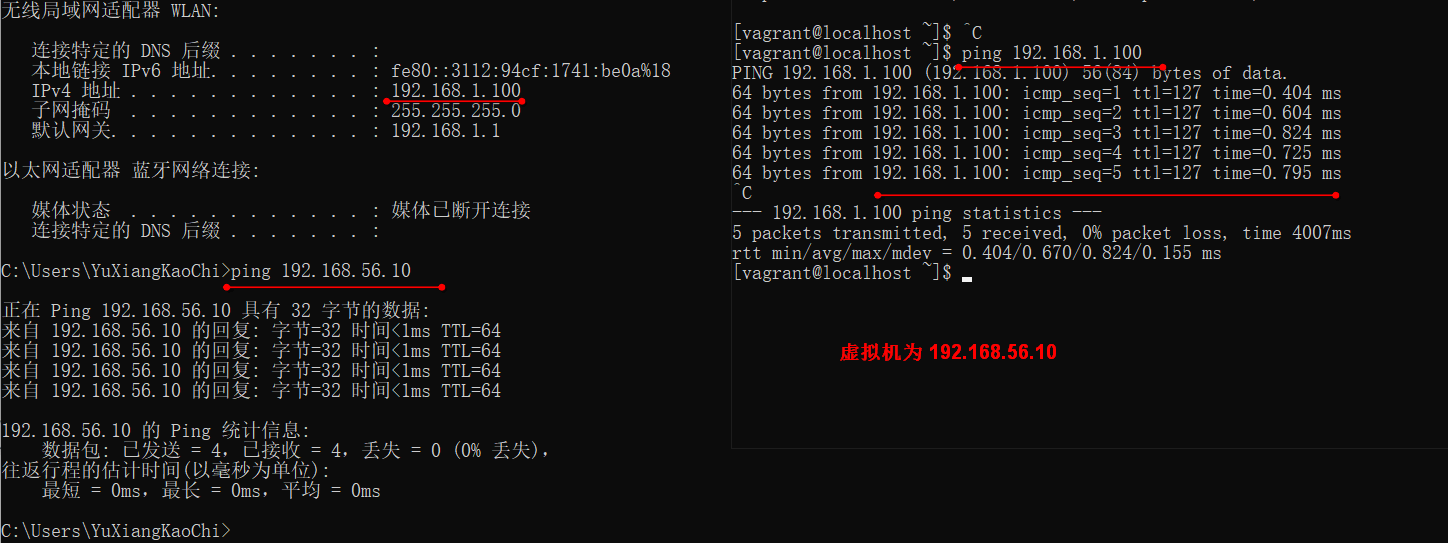 无线局域网适配器 WLAN:
连接特定的 DNS 后缀 . . . . . . . :
本地链接 IPv6 地址. . . . . . . . : fe80::3112:94cf:1741:be0a%18
IPv4 地址 . . . . . . . . . . . . : 192.168.1.100
子网掩码 . . . . . . . . . . . . : 255.255.255.0
默认网关. . . . . . . . . . . . . : 192.168.1.1
以太网适配器 蓝牙网络连接:
媒体状态 . . . . . . . . . . . . : 媒体已断开连接
连接特定的 DNS 后缀 . . . . . . . :
C:\Users\YuXiangKaoChi>ping 192.168.56.10
正在 Ping 192.168.56.10 具有 32 字节的数据:
来自 192.168.56.10 的回复: 字节=32 时间<1ms TTL=64
来自 192.168.56.10 的回复: 字节=32 时间<1ms TTL=64
来自 192.168.56.10 的回复: 字节=32 时间<1ms TTL=64
来自 192.168.56.10 的回复: 字节=32 时间<1ms TTL=64
192.168.56.10 的 Ping 统计信息:
数据包: 已发送 = 4，已接收 = 4，丢失 = 0 (0% 丢失)，
往返行程的估计时间(以毫秒为单位):
最短 = 0ms，最长 = 0ms，平均 = 0ms
C:\Users\YuXiangKaoChi>
[vagrant@localhost ~]$ ^C
[vagrant@localhost ~]$ ping 192.168.1.100
PING 192.168.1.100 (192.168.1.100) 56(84) bytes of data.
64 bytes from 192.168.1.100: icmp_seq=1 ttl=127 time=0.404 ms
64 bytes from 192.168.1.100: icmp_seq=2 ttl=127 time=0.604 ms
64 bytes from 192.168.1.100: icmp_seq=3 ttl=127 time=0.824 ms
64 bytes from 192.168.1.100: icmp_seq=4 ttl=127 time=0.725 ms
64 bytes from 192.168.1.100: icmp_seq=5 ttl=127 time=0.795 ms
^C
--- 192.168.1.100 ping statistics ---
5 packets transmitted, 5 received, 0% packet loss, time 4007ms
rtt min/avg/max/mdev = 0.404/0.670/0.824/0.155 ms
[vagrant@localhost ~]$
虚拟机为 192.168.56.10